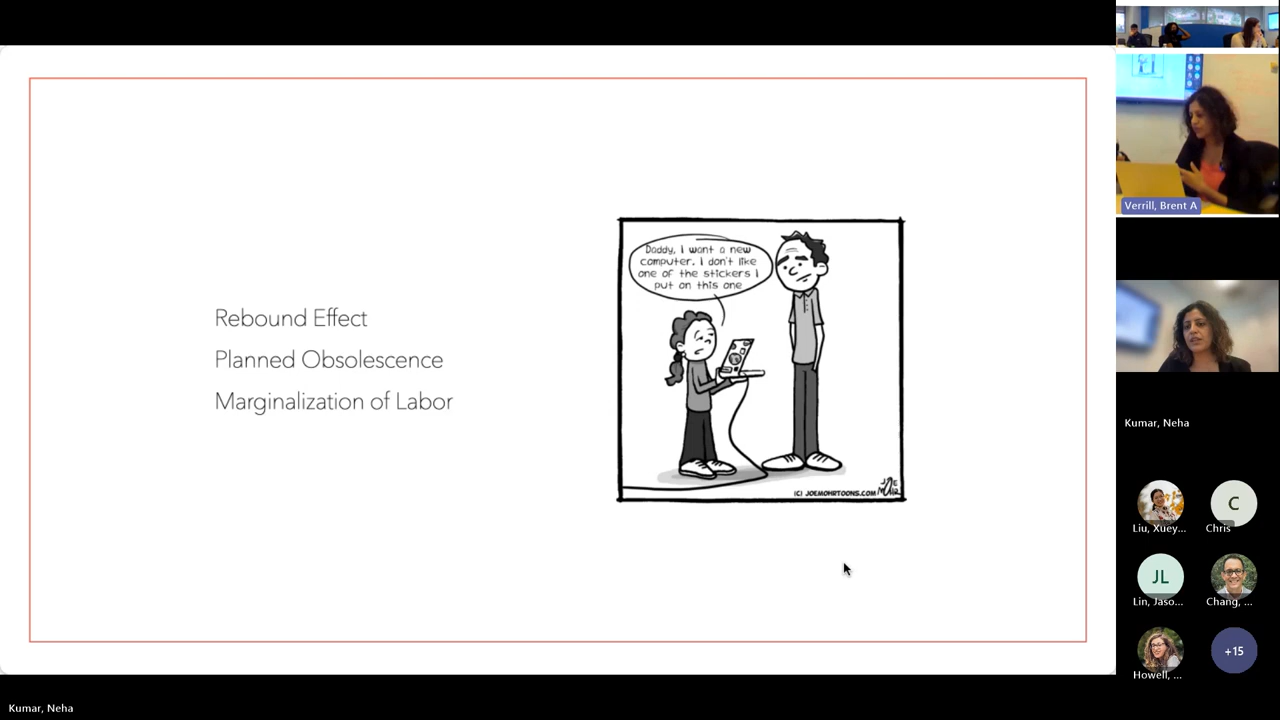 Rebound Effect
Planned Obsolescence
Marginalization of Labor
Daddy, I want a new
computer. I don't like
one of the stickers I
put on this one
(C) JOEMOHRTOONS.COM
Verrill, Brent A
Kumar, Neha
C
Liu, Xuey...
Chris
JL
Lin, Jaso...
Chang, ...
+15
Howell, ...
Kumar, Neha